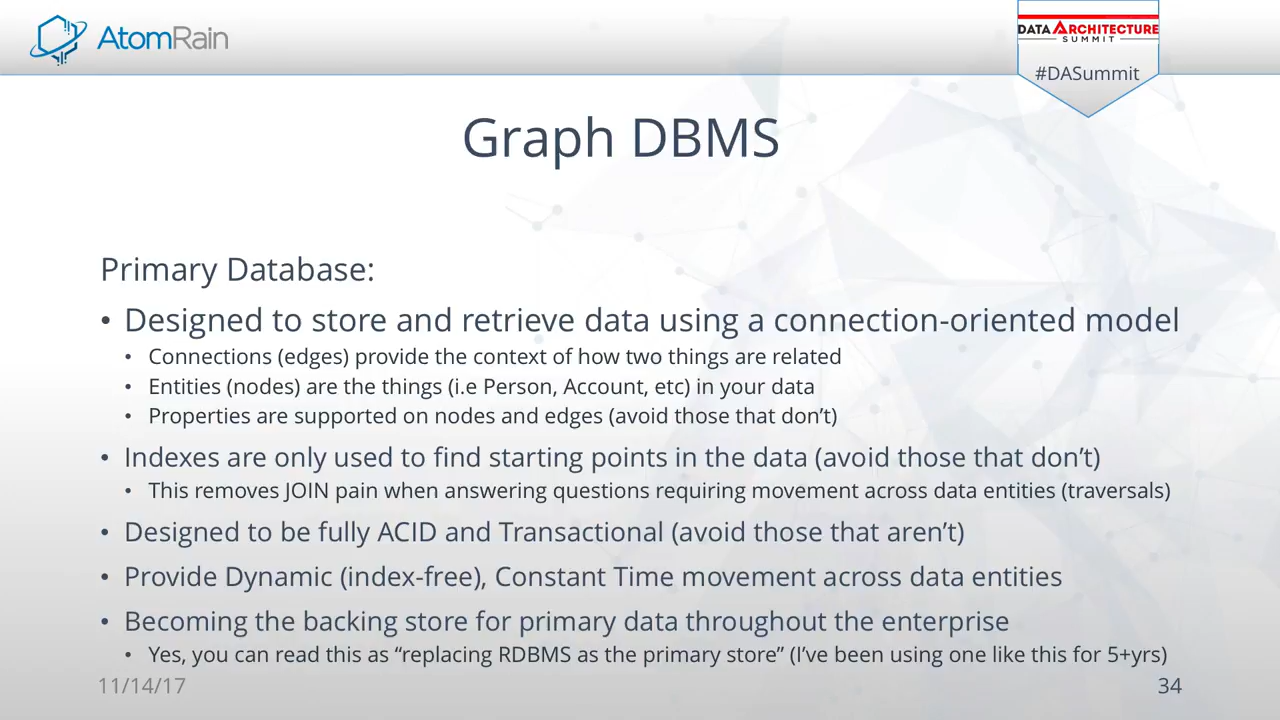 AtomRain
DATA ARCHITECTURE
SUMMIT
#DASummit
Graph DBMS
Primary Database:
• Designed to store and retrieve data using a connection-oriented model
• Connections (edges) provide the context of how two things are related
• Entities (nodes) are the things (i.e Person, Account, etc) in your data
• Properties are supported on nodes and edges (avoid those that don’t)
• Indexes are only used to find starting points in the data (avoid those that don’t)
• This removes JOIN pain when answering questions requiring movement across data entities (traversals)
• Designed to be fully ACID and Transactional (avoid those that aren’t)
• Provide Dynamic (index-free), Constant Time movement across data entities
• Becoming the backing store for primary data throughout the enterprise
• Yes, you can read this as “replacing RDBMS as the primary store” (I’ve been using one like this for 5+yrs)
11/14/17
34